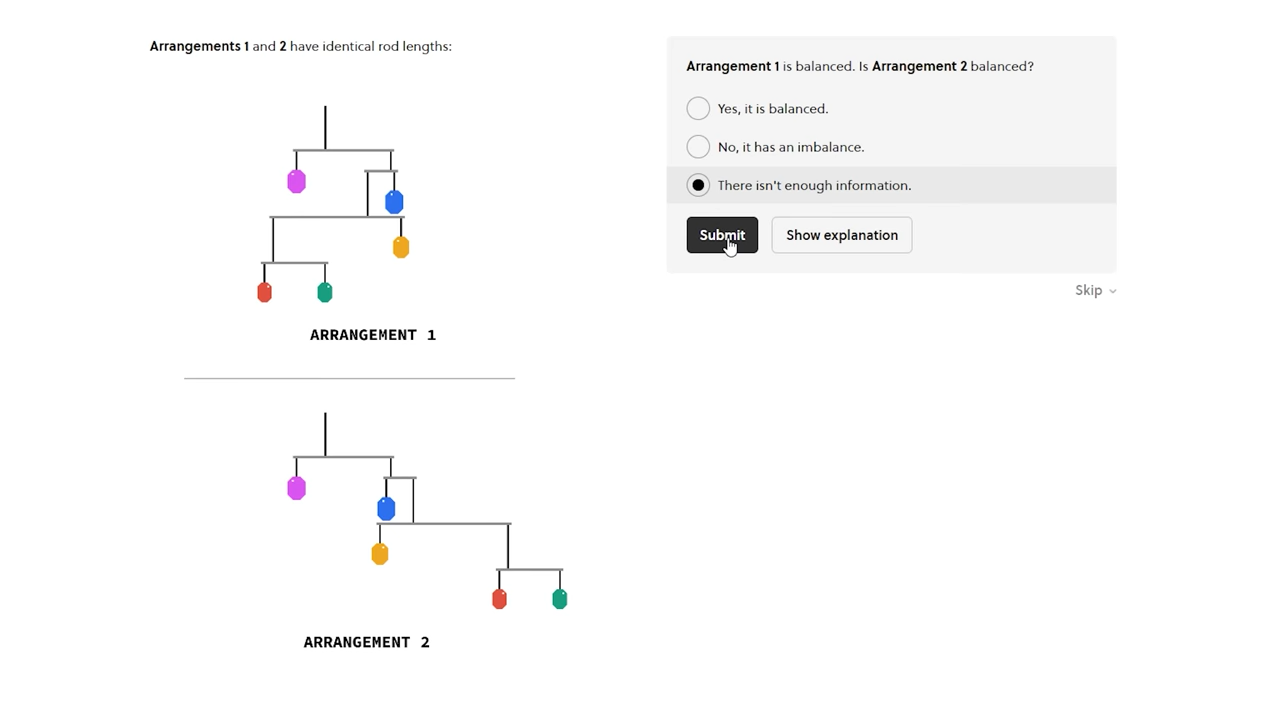 Arrangements 1 and 2 have identical rod lengths:
ARRANGEMENT 1
ARRANGEMENT 2
Arrangement 1 is balanced. Is Arrangement 2 balanced?
Yes, it is balanced.
No, it has an imbalance.
There isn't enough information.
Submit
Show explanation
Skip